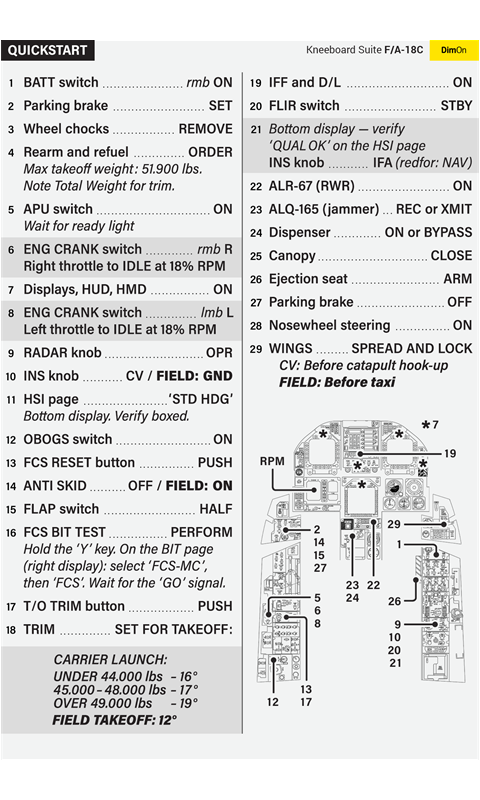 QUICKSTART
Kneeboard Suite F/A-18C
DimOn
1 BATT switch ..................... rmb ON
2 Parking brake ........................ SET
3 Wheel chocks .............. REMOVE
4 Rearm and refuel ............. ORDER
Max takeoff weight: 51.900 lbs.
Note Total Weight for trim.
5 APU switch ............................. ON
Wait for ready light
6 ENG CRANK switch ............ rmb R
Right throttle to IDLE at 18% RPM
7 Displays, HUD, HMD ............... ON
8 ENG CRANK switch ............. lmb L
Left throttle to IDLE at 18% RPM
9 RADAR knob ......................... OPR
10 INS knob .......... CV / FIELD: GND
11 HSI page ..................... ‘STD HDG’
Bottom display. Verify boxed.
12 OBOGS switch ........................ ON
13 FCS RESET button .............. PUSH
14 ANTI SKID ......... OFF / FIELD: ON
15 FLAP switch ......................... HALF
16 FCS BIT TEST ............... PERFORM
Hold the ‘Y’ key. On the BIT page
(right display): select ‘FCS-MC’,
then ‘FCS’. Wait for the ‘GO’ signal.
17 T/O TRIM button ................. PUSH
18 TRIM ............. SET FOR TAKEOFF:
CARRIER LAUNCH:
UNDER 44.000 lbs – 16°
45.000 – 48.000 lbs – 17°
OVER 49.000 lbs – 19°
FIELD TAKEOFF: 12°
19 IFF and D/L .......................... ON
20 FLIR switch ....................... STBY
21 Bottom display — verify
‘QUAL OK’ on the HSI page
INS knob .......... IFA (redfor: NAV)
22 ALR-67 (RWR) ....................... ON
23 ALQ-165 (jammer) ... REC or XMIT
24 Dispenser ............ ON or BYPASS
25 Canopy ............................ CLOSE
26 Ejection seat ....................... ARM
27 Parking brake ....................... OFF
28 Nosewheel steering .............. ON
29 WINGS ........ SPREAD AND LOCK
CV: Before catapult hook-up
FIELD: Before taxi
* * * 7
19
RPM
* *
*
29
2
14
15
27
1
23
24
22
26
5
6
8
9
10
20
21
12
13
17